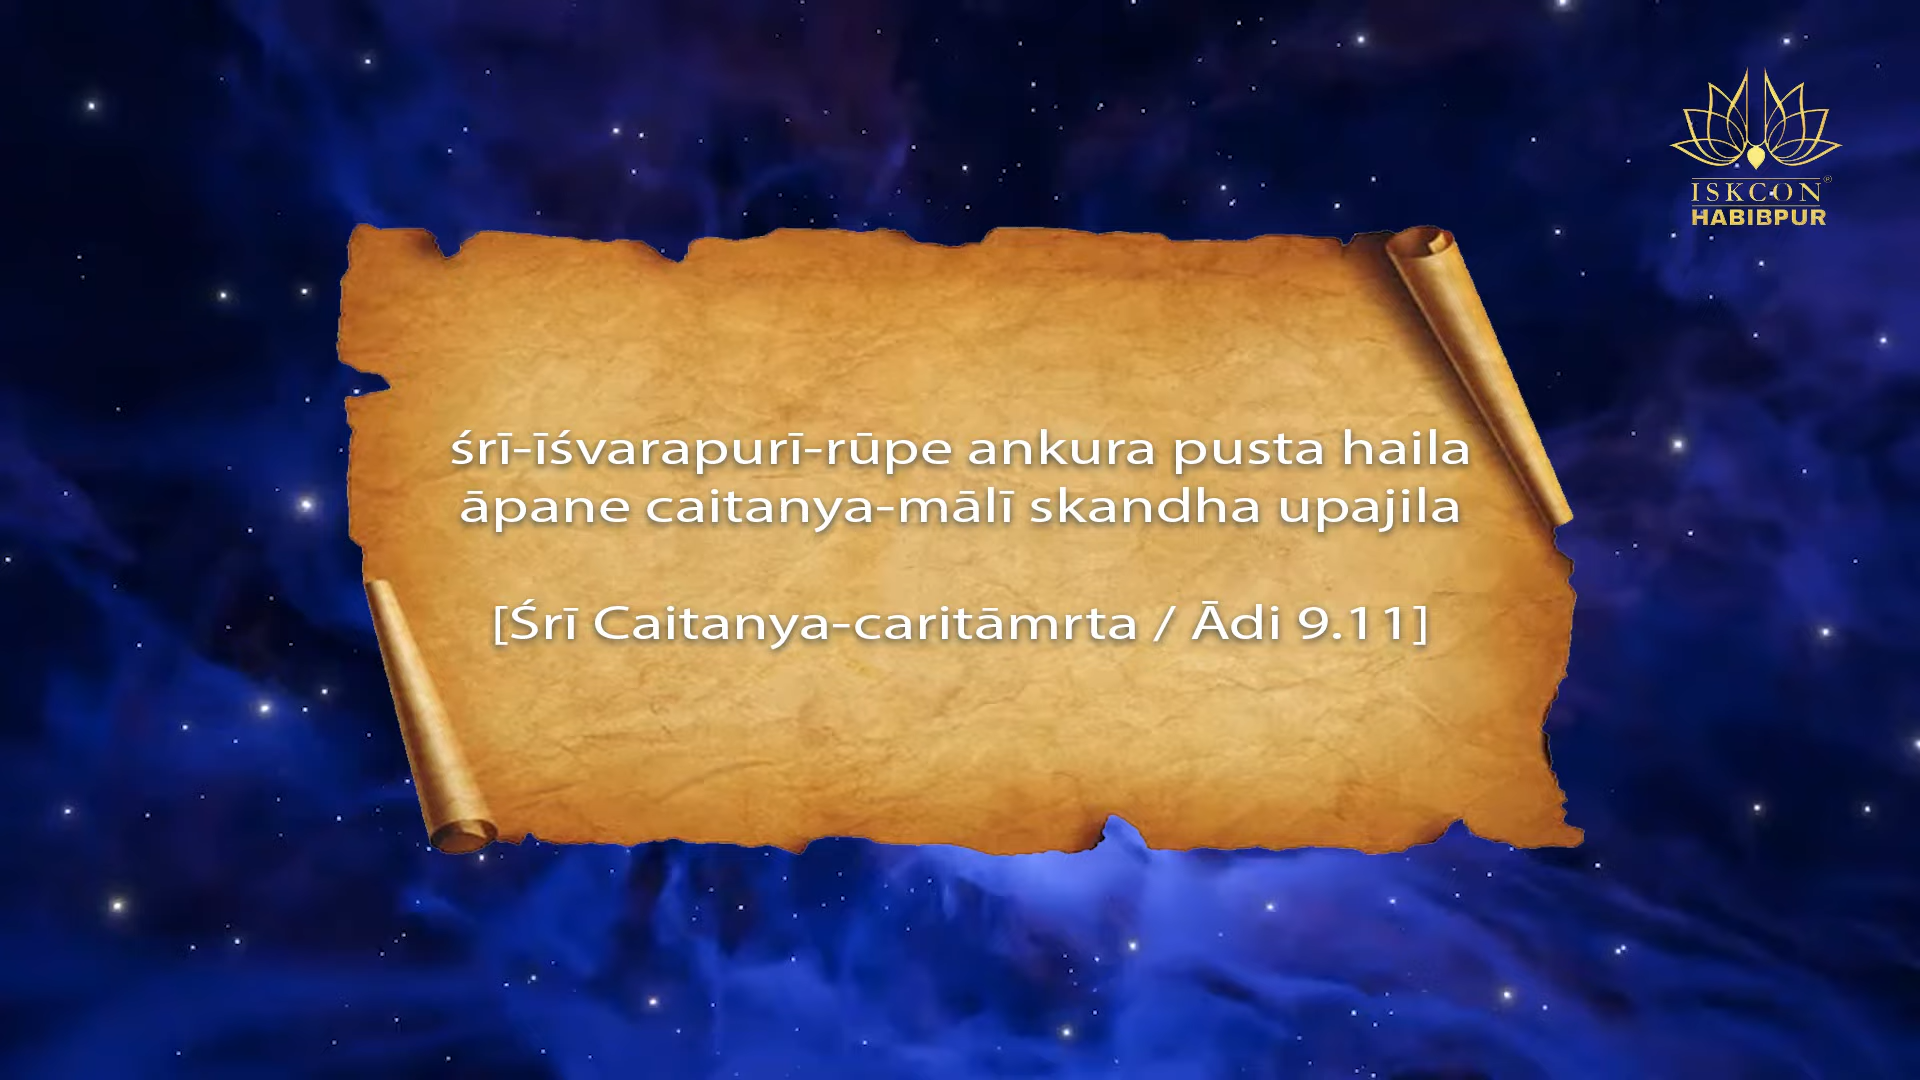 ISKCON®
HABIBPUR
śrī-īśvarapurī-rūpe ankura pusta haila
āpane caitanya-mālī skandha upajila
[Śrī Caitanya-caritāmrta / Ādi 9.11]